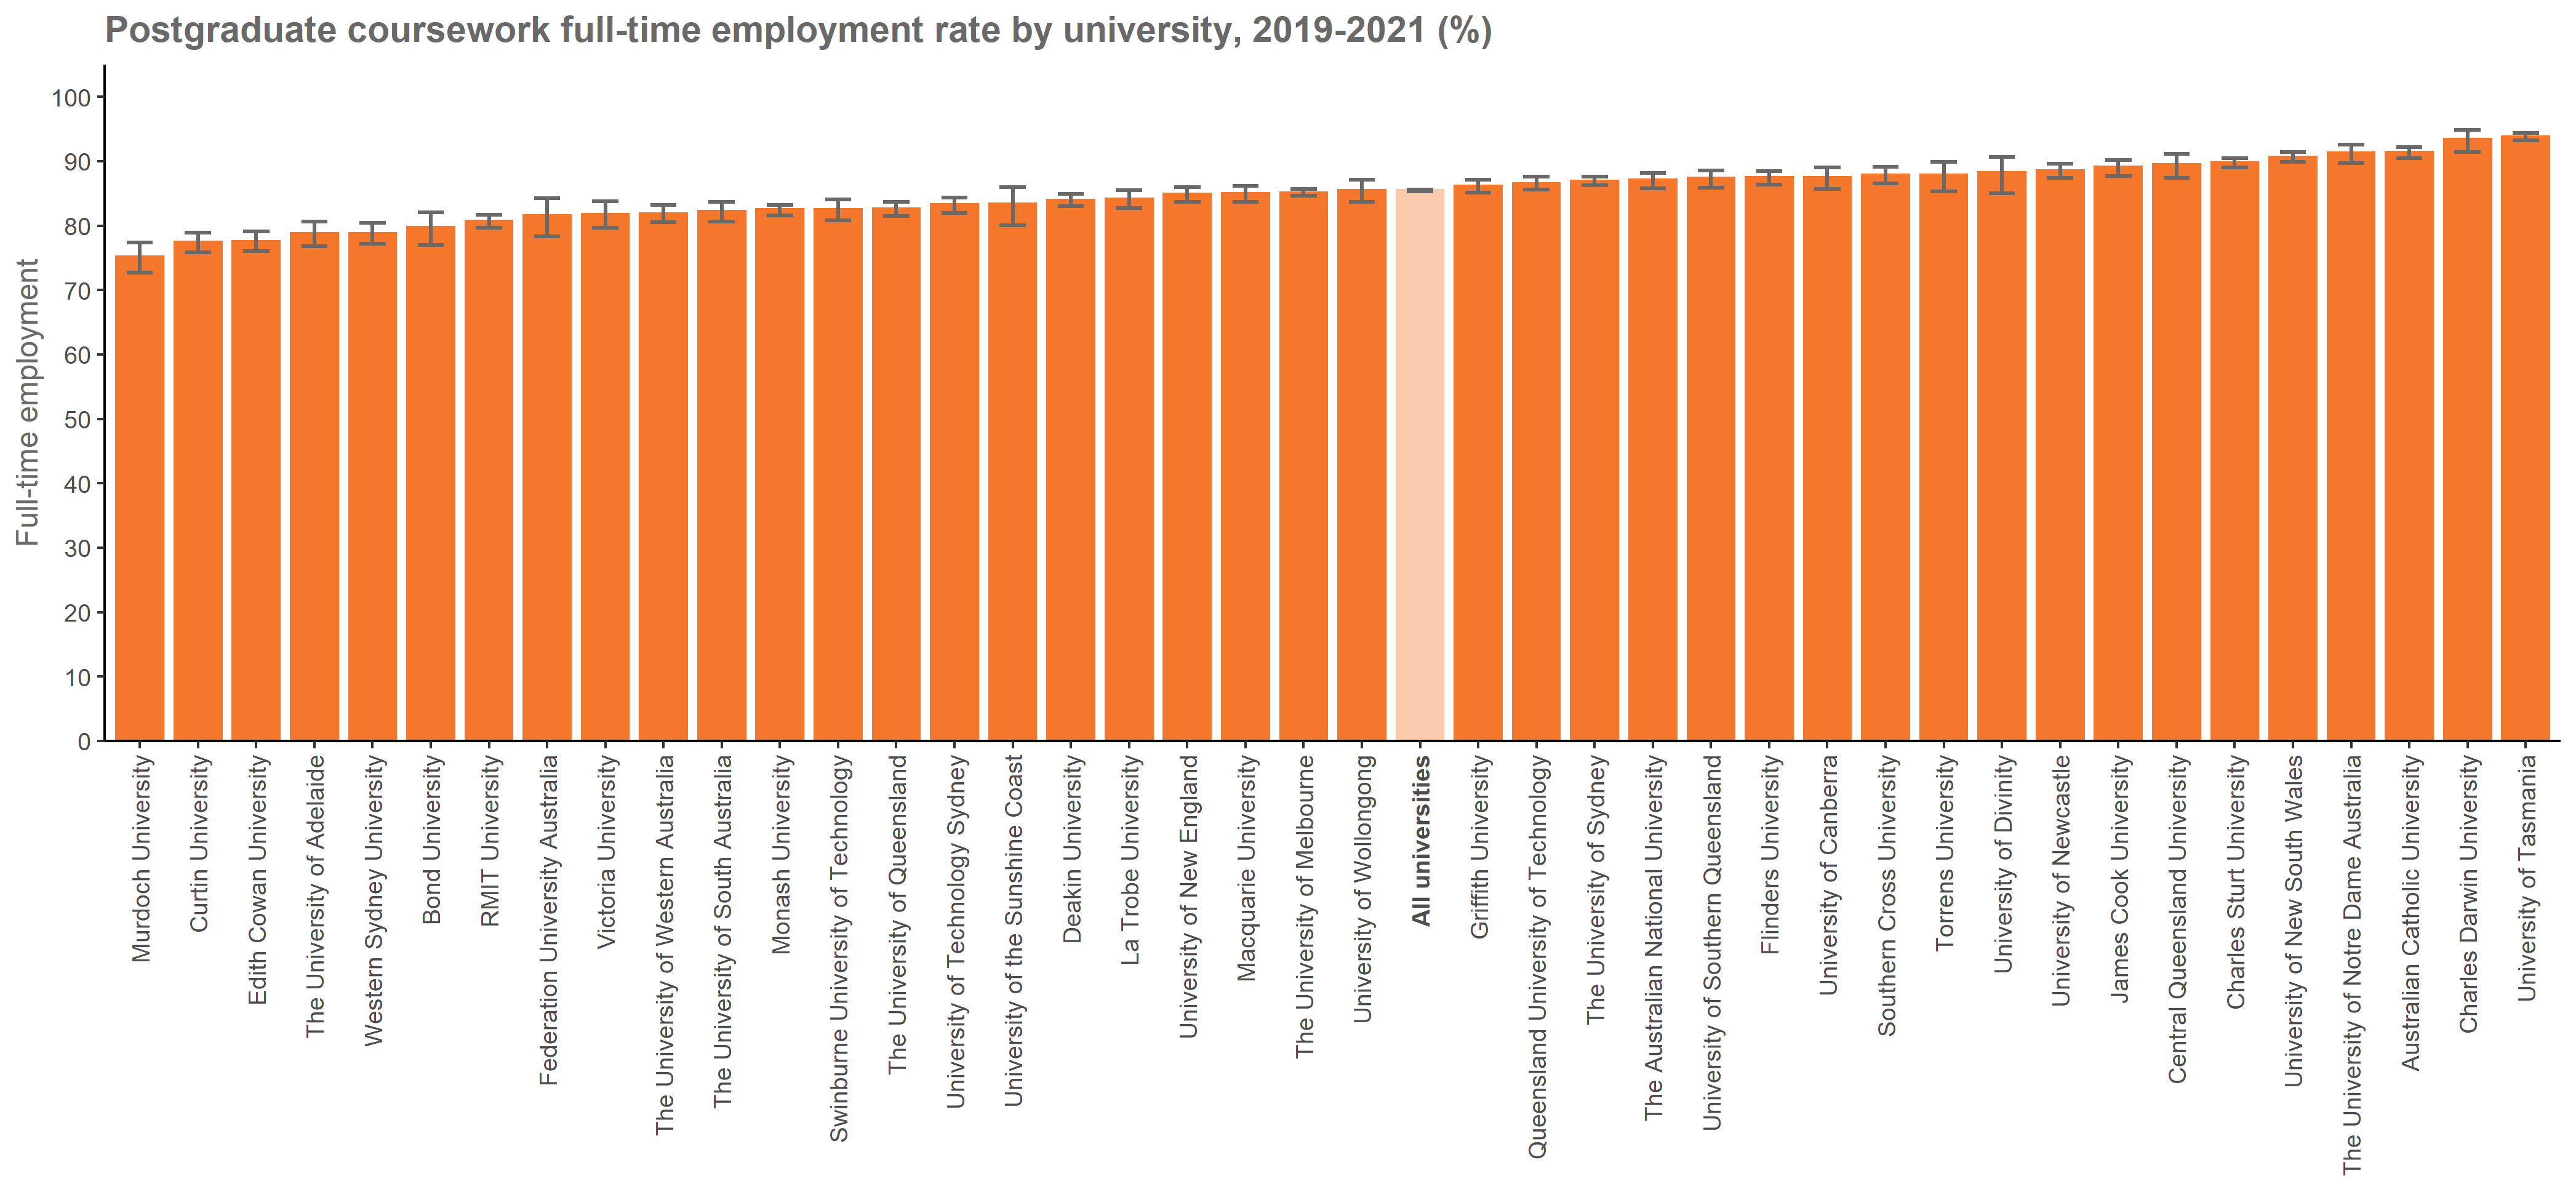 Postgraduate coursework full-time employment rate by university, 2019-2021 (%)
Full-time employment
100
90
80
70
60
50
40
30
20
10
0
Murdoch University
Curtin University
Edith Cowan University
The University of Adelaide
Western Sydney University
Bond University
RMIT University
Federation University Australia
Victoria University
The University of Western Australia
The University of South Australia
Monash University
Swinburne University of Technology
The University of Queensland
University of Technology Sydney
University of the Sunshine Coast
Deakin University
La Trobe University
University of New England
Macquarie University
The University of Melbourne
University of Wollongong
All universities
Griffith University
Queensland University of Technology
The University of Sydney
The Australian National University
University of Southern Queensland
Flinders University
University of Canberra
Southern Cross University
Torrens University
University of Divinity
University of Newcastle
James Cook University
Central Queensland University
Charles Sturt University
University of New South Wales
The University of Notre Dame Australia
Australian Catholic University
Charles Darwin University
University of Tasmania